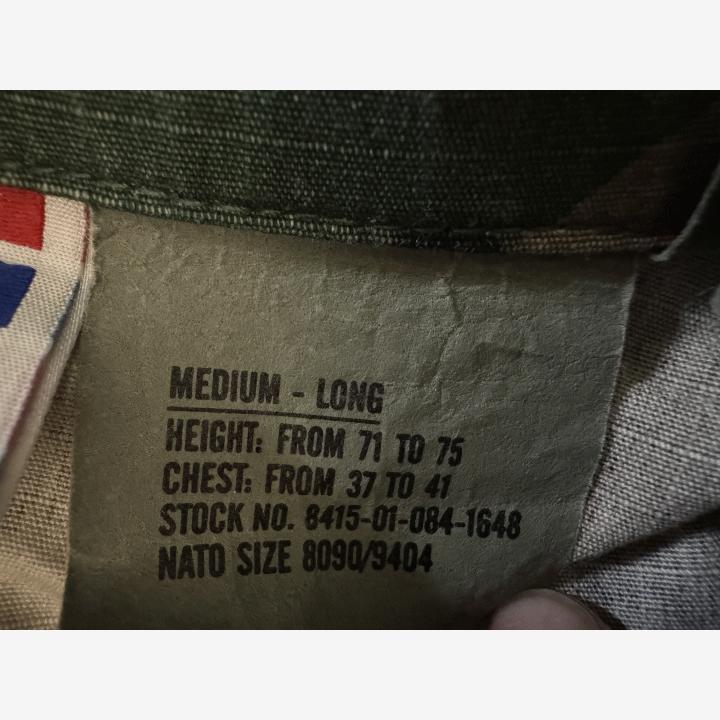 MEDIUM - LONG
HEIGHT: FROM 71 TO 75
CHEST: FROM 37 TO 41
STOCK NO. 8415-01-084-1648
NATO SIZE 8090/9404